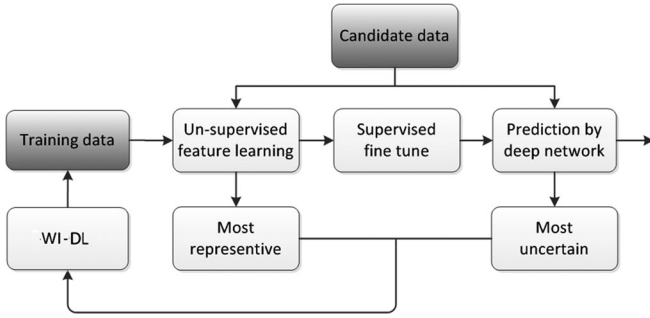 Candidate data
Training data
Un-supervised
feature learning
Supervised
fine tune
Prediction by
deep network
WI-DL
Most
representive
Most
uncertain